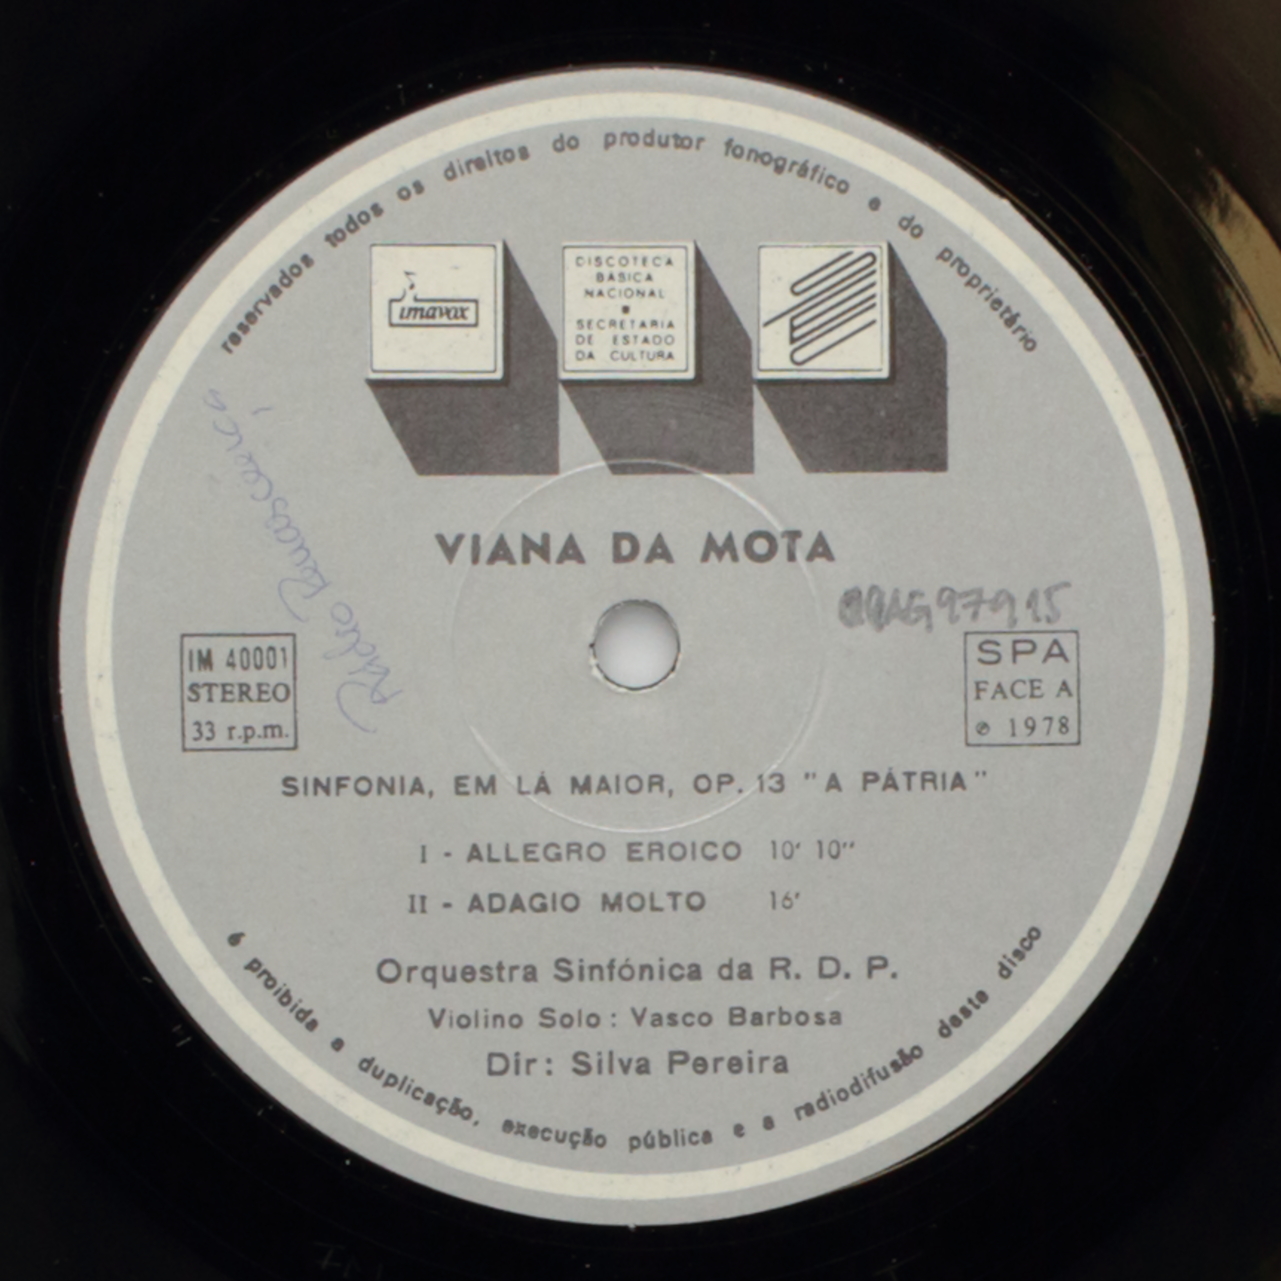 reservados todos os direitos do produtor fonográfico e do proprietário
imavox
DISCOTECA
BÁSICA
NACIONAL
SECRETARIA
DE ESTADO
DA CULTURA
VIANA DA MOTA
IM 40001
STEREO
33 r.p.m.
SPA
FACE A
℗ 1978
SINFONIA, EM LÁ MAIOR, OP. 13 "A PÁTRIA"
I - ALLEGRO EROICO 10' 10''
II - ADAGIO MOLTO 16'
Orquestra Sinfónica da R. D. P.
Violino Solo : Vasco Barbosa
Dir : Silva Pereira
é proibida a duplicação, execução pública e a radiodifusão deste disco